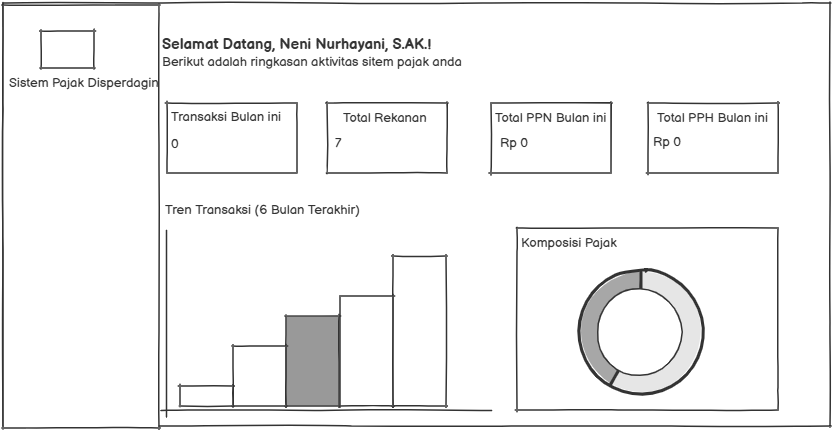 Sistem Pajak Disperdagin
Selamat Datang, Neni Nurhayani, S.AK.!
Berikut adalah ringkasan aktivitas sitem pajak anda
Transaksi Bulan ini
0
Total Rekanan
7
Total PPN Bulan ini
Rp 0
Total PPH Bulan ini
Rp 0
Tren Transaksi (6 Bulan Terakhir)
Komposisi Pajak